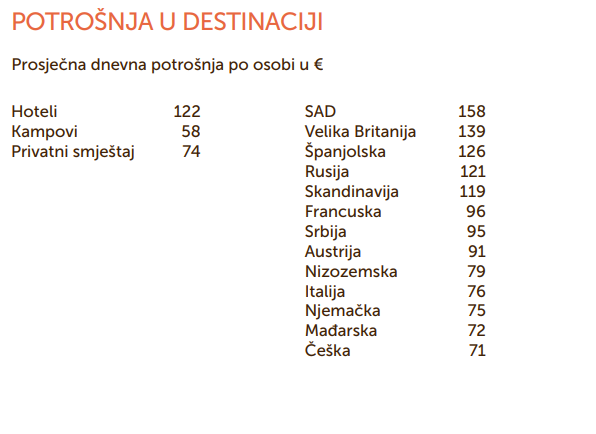 POTROŠNJA U DESTINACIJI
Prosječna dnevna potrošnja po osobi u €
Hoteli 122
Kampovi 58
Privatni smještaj 74
SAD 158
Velika Britanija 139
Španjolska 126
Rusija 121
Skandinavija 119
Francuska 96
Srbija 95
Austrija 91
Nizozemska 79
Italija 76
Njemačka 75
Mađarska 72
Češka 71